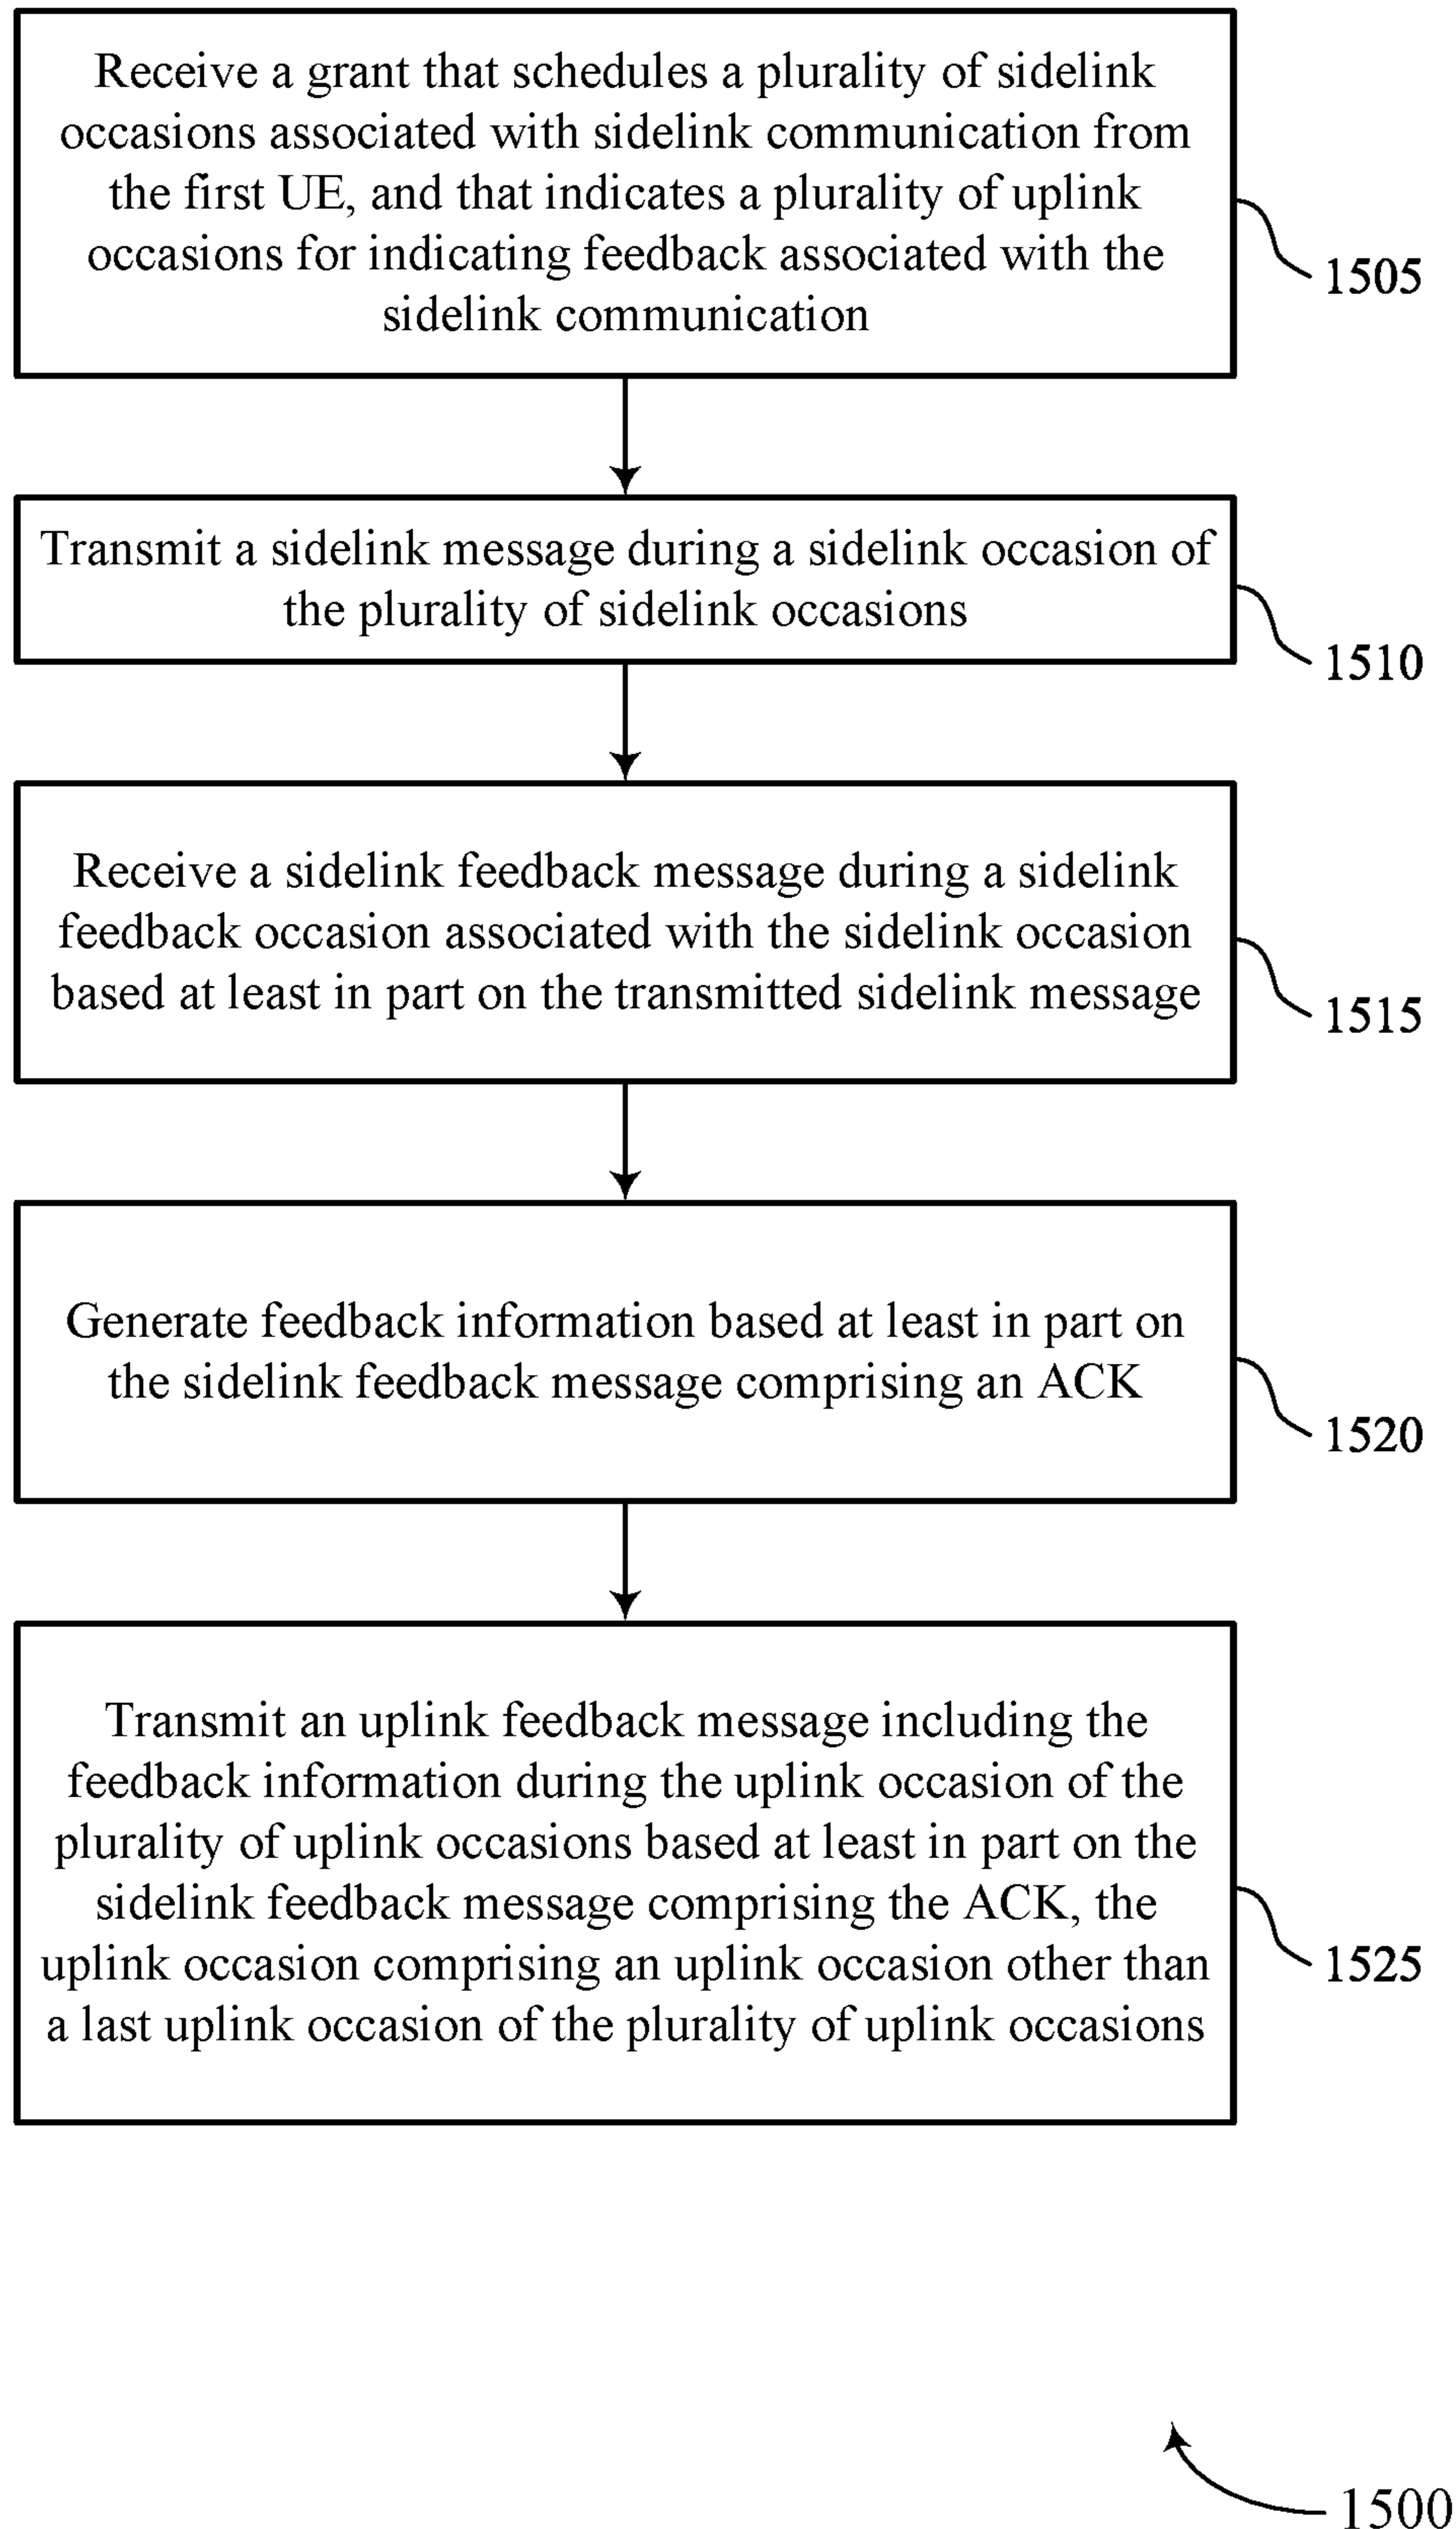 Receive a grant that schedules a plurality of sidelink
occasions associated with sidelink communication from
the first UE, and that indicates a plurality of uplink
occasions for indicating feedback associated with the
sidelink communication
1505
Transmit a sidelink message during a sidelink occasion of
the plurality of sidelink occasions
1510
Receive a sidelink feedback message during a sidelink
feedback occasion associated with the sidelink occasion
based at least in part on the transmitted sidelink message
1515
Generate feedback information based at least in part on
the sidelink feedback message comprising an ACK
1520
Transmit an uplink feedback message including the
feedback information during the uplink occasion of the
plurality of uplink occasions based at least in part on the
sidelink feedback message comprising the ACK, the
uplink occasion comprising an uplink occasion other than
a last uplink occasion of the plurality of uplink occasions
1525
1500